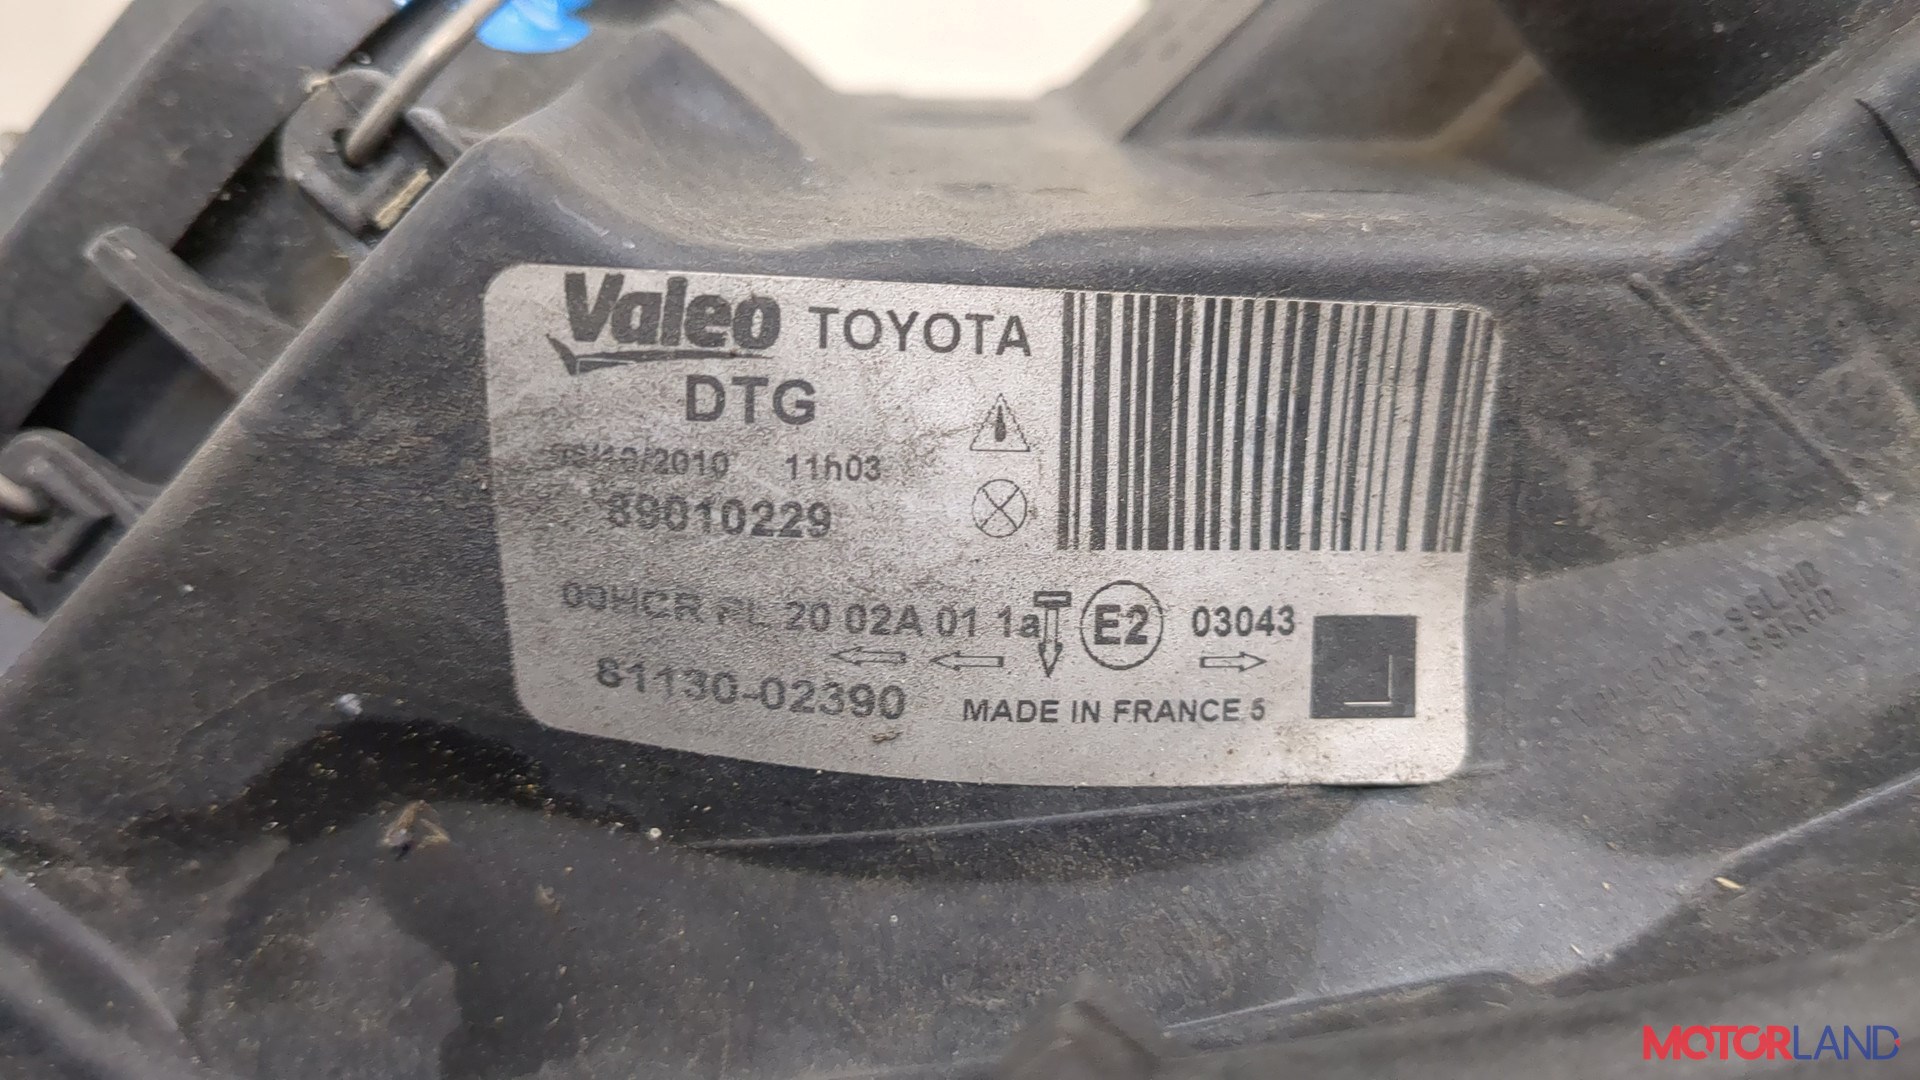 Valeo TOYOTA
DTG
/2010 11h03
89010229
00HCR PL 20 02A 01 1a E2 03043
81130-02390 MADE IN FRANCE 5
MOTORLAND